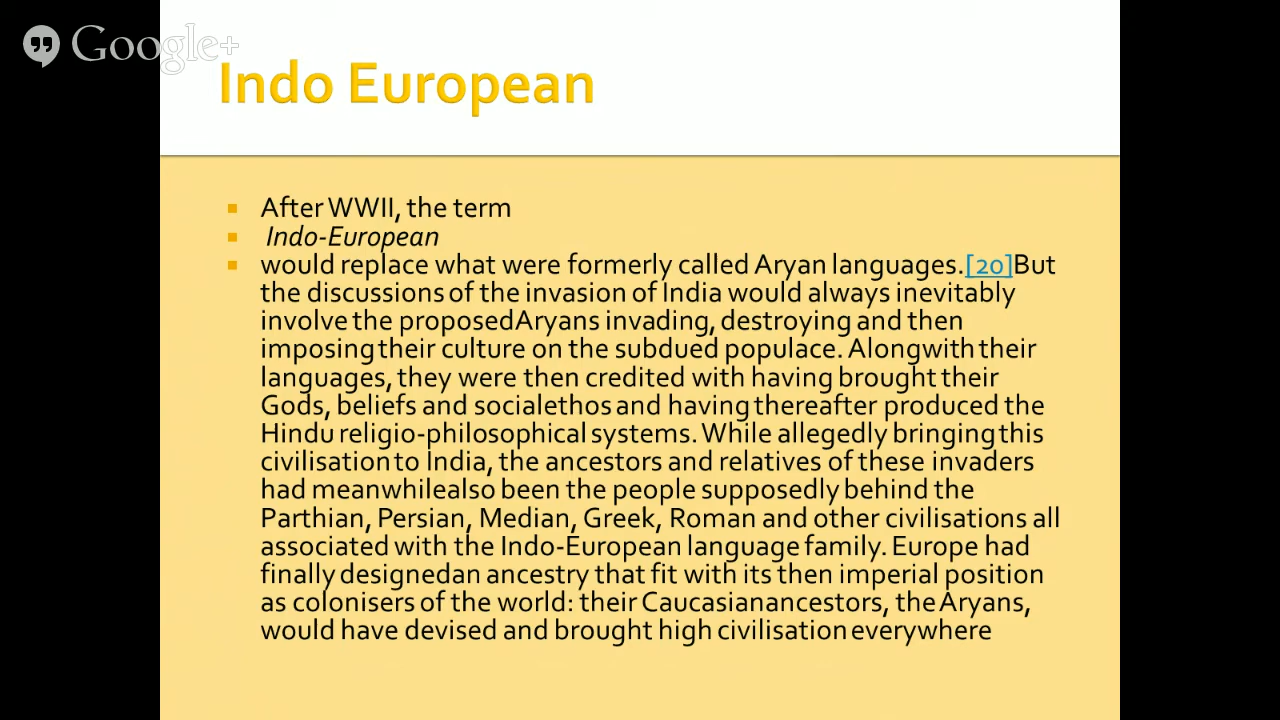 Google+
Indo European
After WWII, the term
Indo-European
would replace what were formerly called Aryan languages.[20]But
the discussions of the invasion of India would always inevitably
involve the proposedAryans invading, destroying and then
imposing their culture on the subdued populace. Alongwith their
languages, they were then credited with having brought their
Gods, beliefs and socialethos and having thereafter produced the
Hindu religio-philosophical systems. While allegedly bringing this
civilisation to India, the ancestors and relatives of these invaders
had meanwhilealso been the people supposedly behind the
Parthian, Persian, Median, Greek, Roman and other civilisations all
associated with the Indo-European language family. Europe had
finally designedan ancestry that fit with its then imperial position
as colonisers of the world: their Caucasianancestors, the Aryans,
would have devised and brought high civilisation everywhere